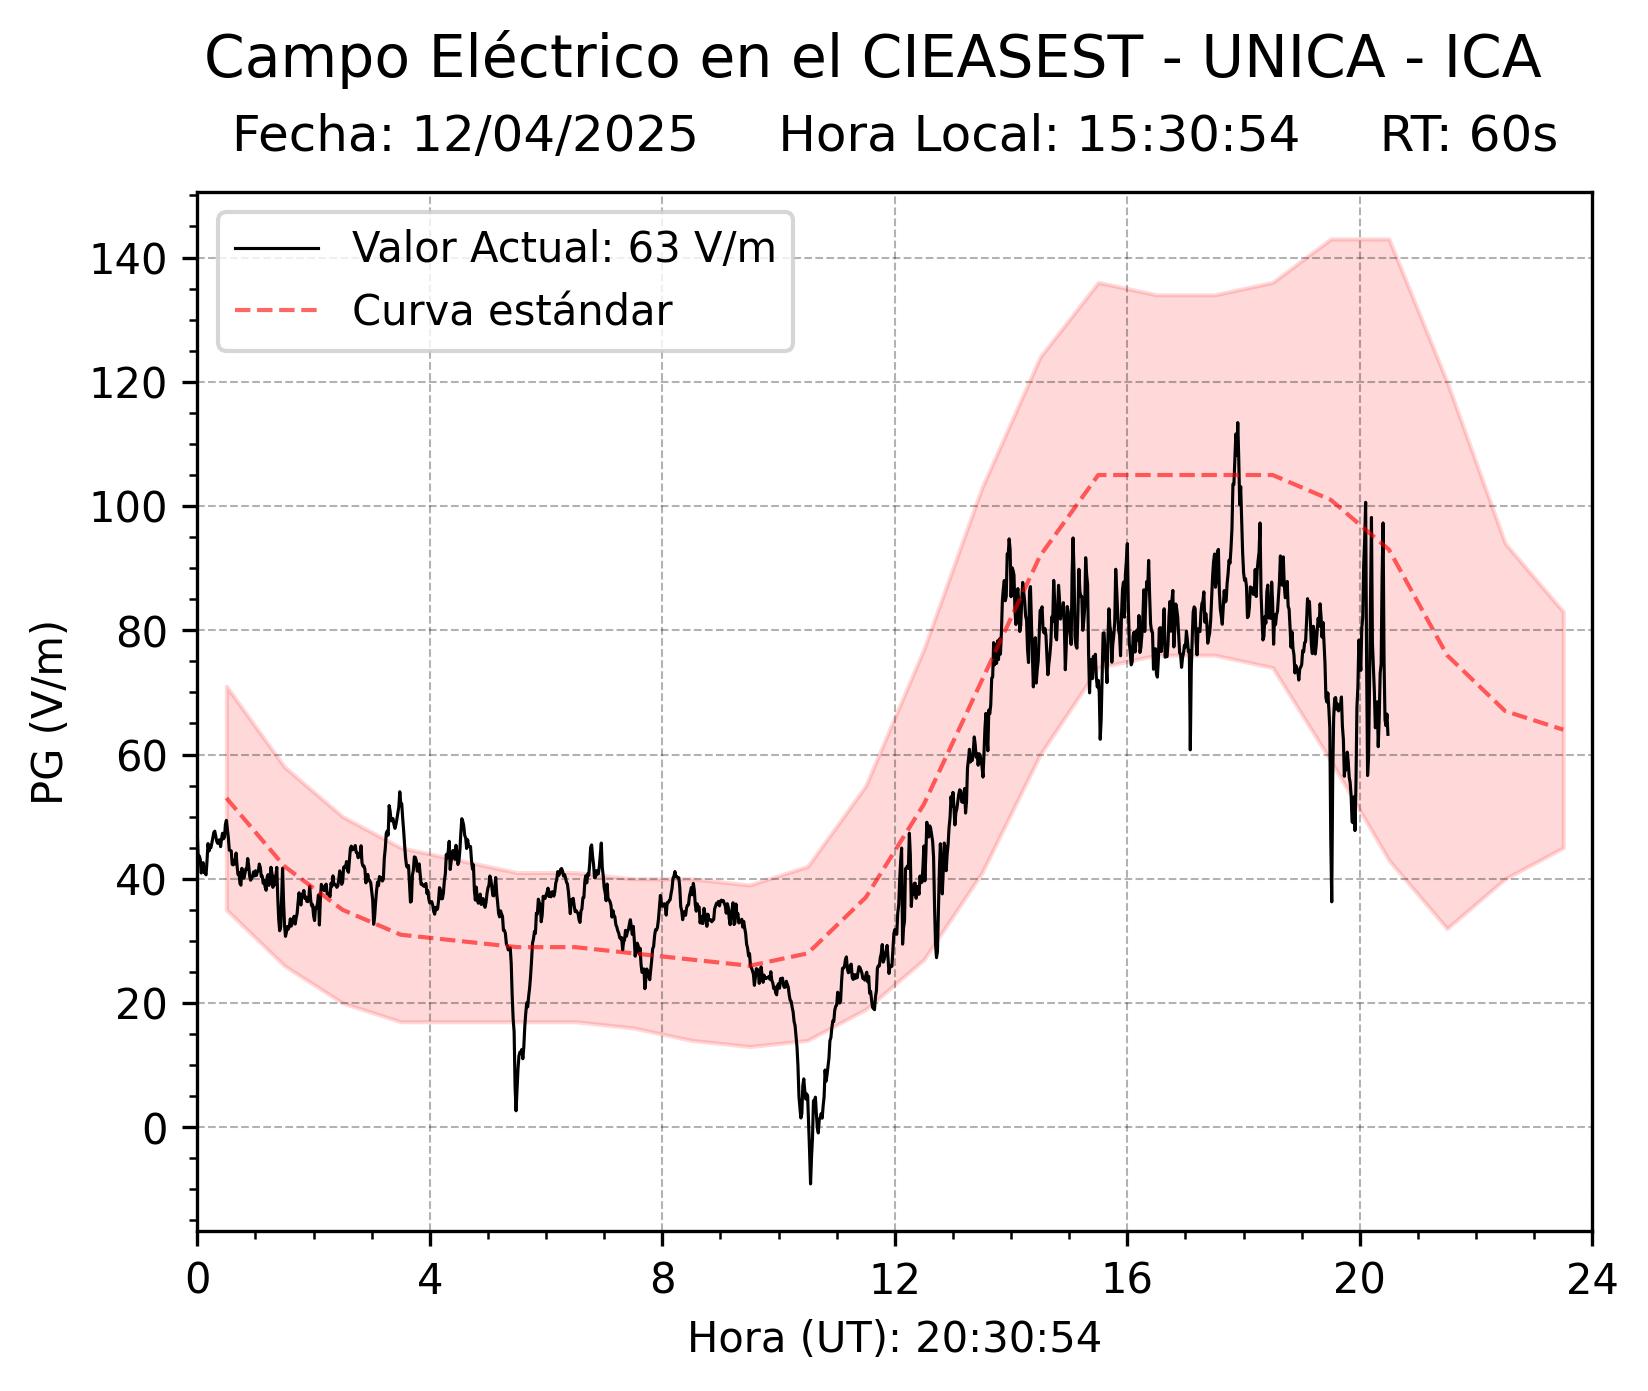 Campo Eléctrico en el CIEASEST - UNICA - ICA
Fecha: 12/04/2025 Hora Local: 15:30:54 RT: 60s
Valor Actual: 63 V/m
Curva estándar
PG (V/m)
140
120
100
80
60
40
20
0
0 4 8 12 16 20 24
Hora (UT): 20:30:54